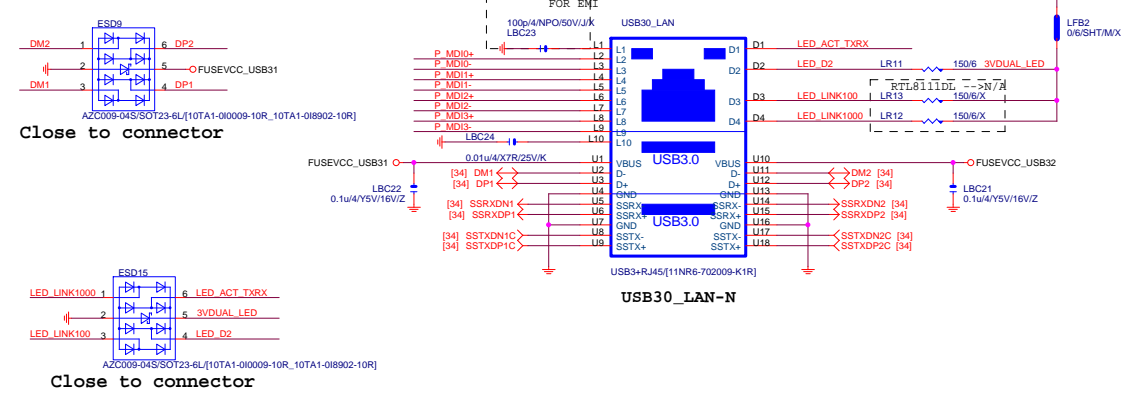 FOR EMI
ESD9
DM2 1 6 DP2
2 5 FUSEVCC_USB31
DM1 3 4 DP1
AZC009-04S/SOT23-6L/[10TA1-0I0009-10R_10TA1-0I8902-10R]
Close to connector
100p/4/NPO/50V/J/X
LBC23
USB30_LAN
LFB2
0/6/SHT/M/X
L1 L1 D1 D1 LED_ACT_TXRX
P_MDI0+ L2 L2
P_MDI0- L3 L3 D2 D2 LED_D2 LR11 150/6 3VDUAL_LED
P_MDI1+ L4 L4
P_MDI1- L5 L5
RTL8111DL -->N/A
P_MDI2+ L6 L6 D3 D3 LED_LINK100 LR13 150/6/X
P_MDI2- L7 L7
P_MDI3+ L8 L8 D4 D4 LED_LINK1000 LR12 150/6/X
P_MDI3- L9 L9
LBC24 L10 L10
0.01u/4/X7R/25V/K
USB3.0
FUSEVCC_USB31 U1 VBUS VBUS U10 FUSEVCC_USB32
[34] DM1 U2 D- D- U11 DM2 [34]
[34] DP1 U3 D+ D+ U12 DP2 [34]
LBC22
0.1u/4/Y5V/16V/Z
LBC21
0.1u/4/Y5V/16V/Z
U4 GND GND U13
[34] SSRXDN1 U5 SSRX- SSRX- U14 SSRXDN2 [34]
[34] SSRXDP1 U6 SSRX+ SSRX+ U15 SSRXDP2 [34]
USB3.0
U7 GND GND U16
[34] SSTXDN1C U8 SSTX- SSTX- U17 SSTXDN2C [34]
[34] SSTXDP1C U9 SSTX+ SSTX+ U18 SSTXDP2C [34]
USB3+RJ45/[11NR6-702009-K1R]
USB30_LAN-N
ESD15
LED_LINK1000 1 6 LED_ACT_TXRX
2 5 3VDUAL_LED
LED_LINK100 3 4 LED_D2
AZC009-04S/SOT23-6L/[10TA1-0I0009-10R_10TA1-0I8902-10R]
Close to connector